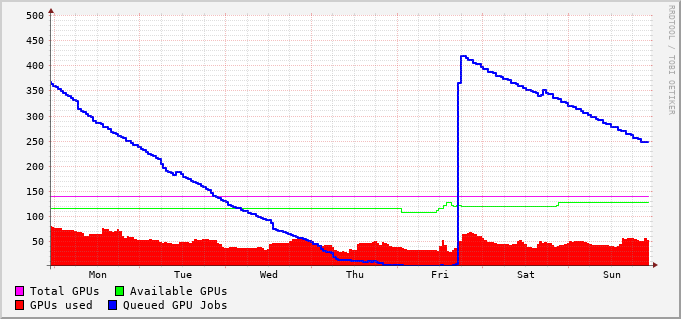 500
450
400
350
300
250
200
150
100
50
Mon Tue Wed Thu Fri Sat Sun
Total GPUs Available GPUs
GPUs used Queued GPU Jobs
RRDTOOL / TOBI OETIKER